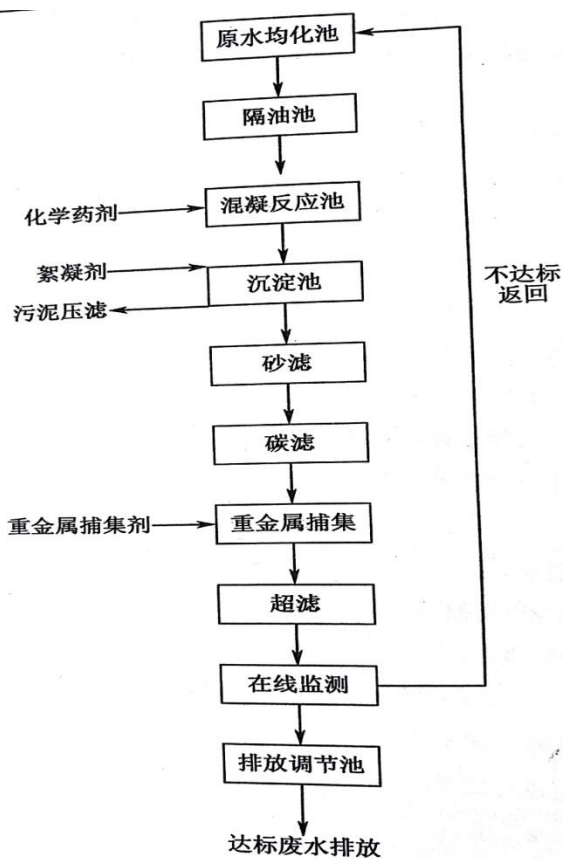 原水均化池
隔油池
化学药剂
混凝反应池
絮凝剂
沉淀池
污泥压滤
不达标
返回
砂滤
碳滤
重金属捕集剂
重金属捕集
超滤
在线监测
排放调节池
达标废水排放